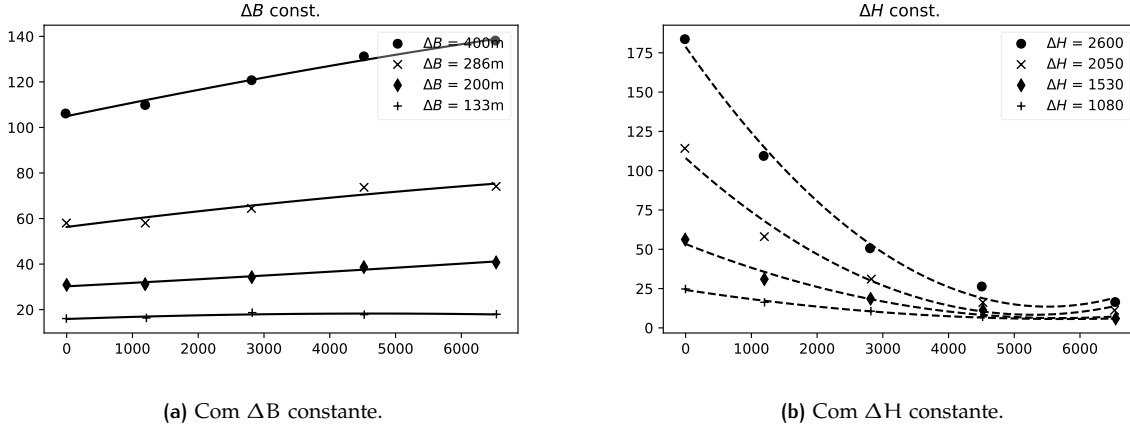 ΔB const.
140
120
100
80
60
40
20
0 1000 2000 3000 4000 5000 6000
ΔB = 400m
ΔB = 286m
ΔB = 200m
ΔB = 133m
(a) Com ΔB constante.
ΔH const.
175
150
125
100
75
50
25
0
0 1000 2000 3000 4000 5000 6000
ΔH = 2600
ΔH = 2050
ΔH = 1530
ΔH = 1080
(b) Com ΔH constante.